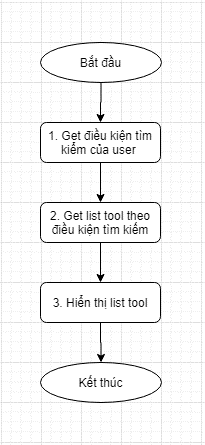 Bắt đầu
1. Get điều kiện tìm
kiếm của user
2. Get list tool theo
điều kiện tìm kiếm
3. Hiển thị list tool
Kết thúc